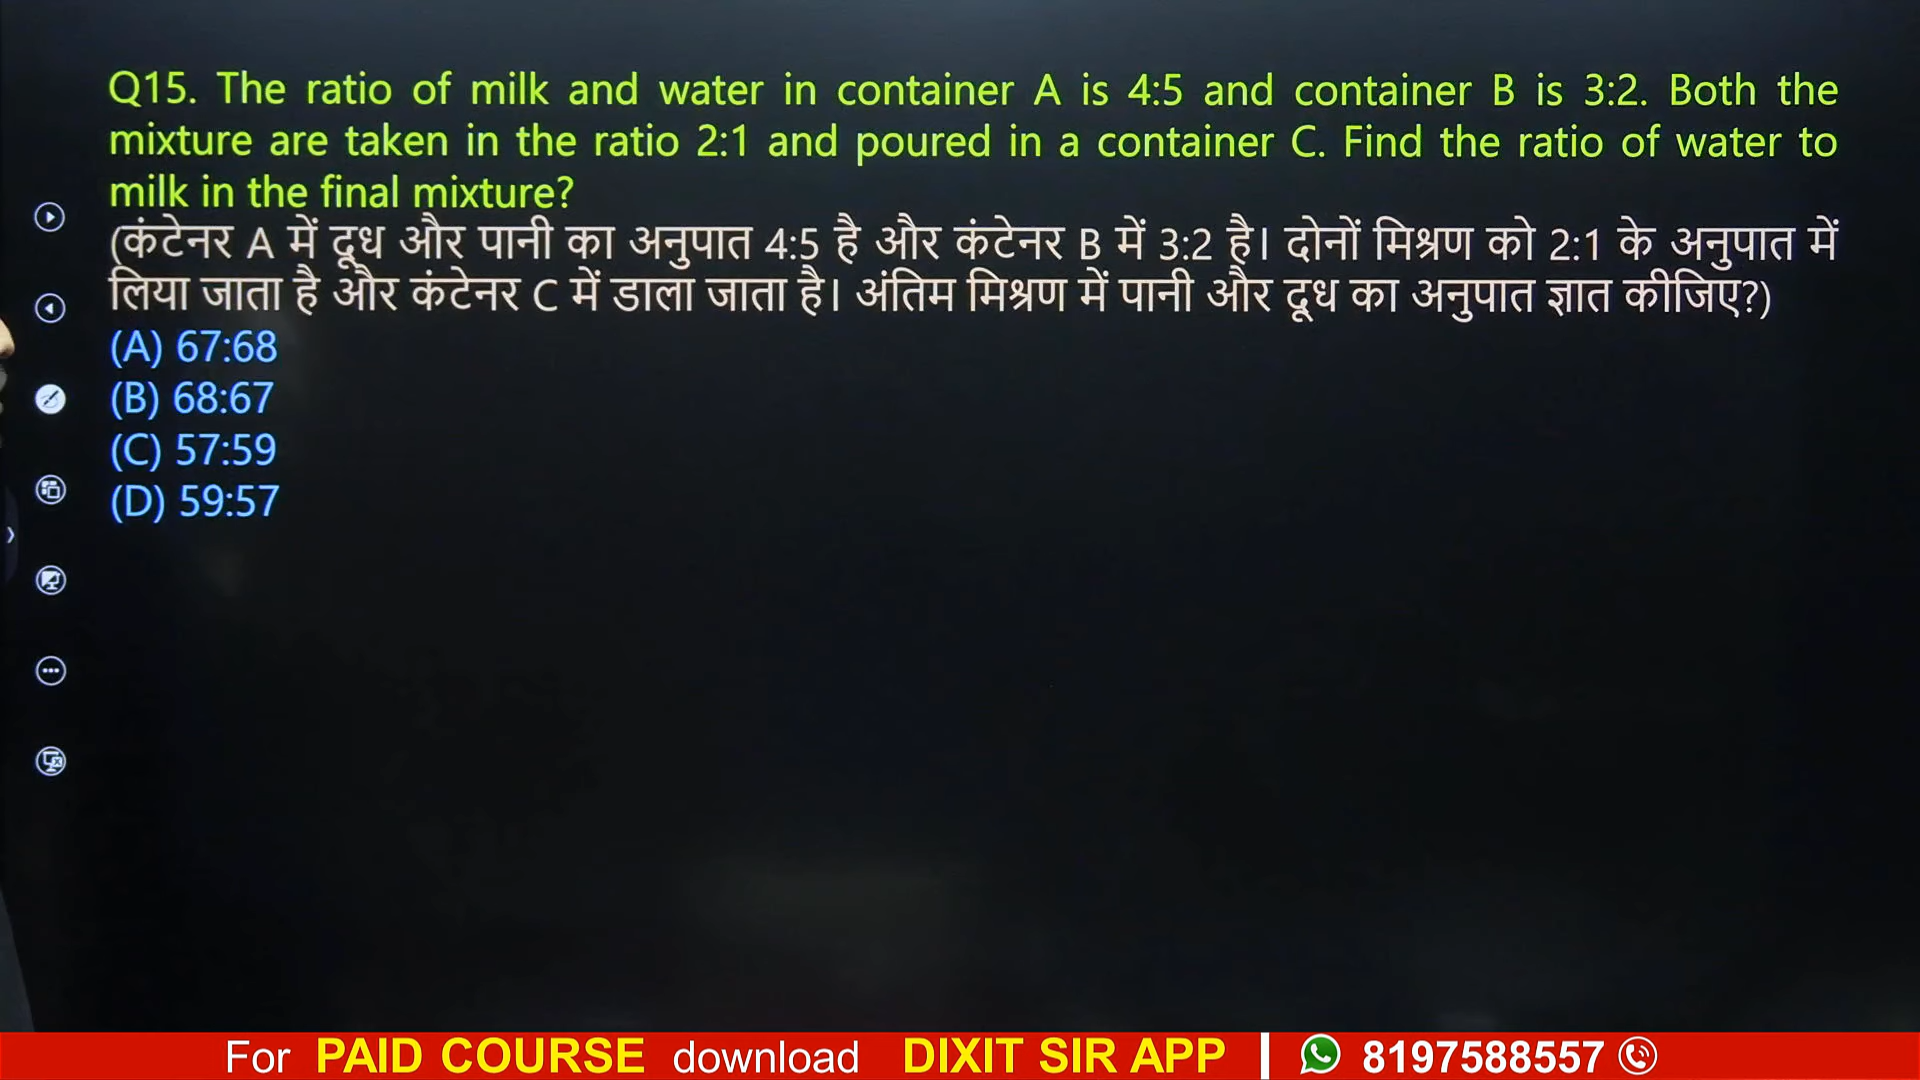 Q15. The ratio of milk and water in container A is 4:5 and container B is 3:2. Both the
mixture are taken in the ratio 2:1 and poured in a container C. Find the ratio of water to
milk in the final mixture?
(कंटेनर A में दूध और पानी का अनुपात 4:5 है और कंटेनर B में 3:2 है। दोनों मिश्रण को 2:1 के अनुपात में
लिया जाता है और कंटेनर C में डाला जाता है। अंतिम मिश्रण में पानी और दूध का अनुपात ज्ञात कीजिए?)
(A) 67:68
(B) 68:67
(C) 57:59
(D) 59:57
For PAID COURSE download DIXIT SIR APP | 8197588557